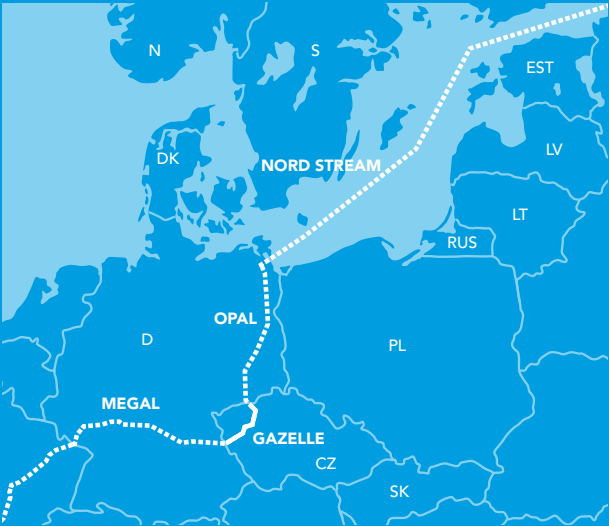 N
S
EST
DK
NORD STREAM
LV
LT
RUS
OPAL
D
PL
MEGAL
GAZELLE
CZ
SK